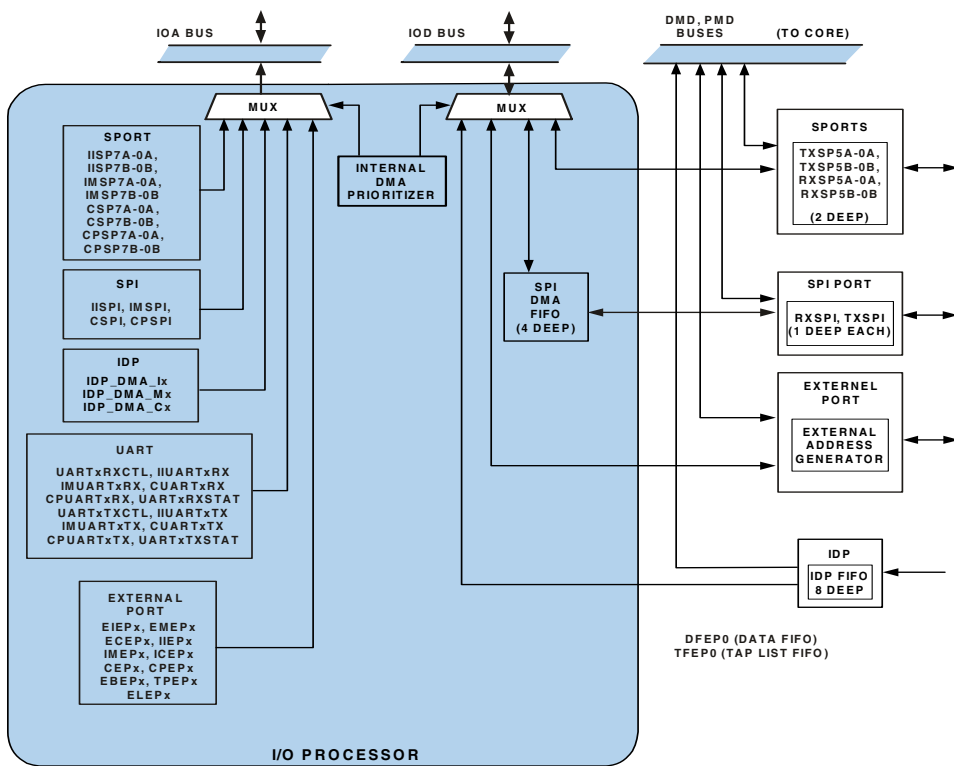 IOA BUS
IOD BUS
DMD, PMD
BUSES
(TO CORE)
MUX
MUX
INTERNAL
DMA
PRIORITIZER
SPORT
IISP7A-0A,
IISP7B-0B,
IMSP7A-0A,
IMSP7B-0B
CSP7A-0A,
CSP7B-0B,
CPSP7A-0A,
CPSP7B-0B
SPI
IISPI, IMSPI,
CSPI, CPSPI
IDP
IDP_DMA_Ix
IDP_DMA_Mx
IDP_DMA_Cx
UART
UARTxRXCTL, IIUARTxRX
IMUARTxRX, CUARTxRX
CPUARTxRX, UARTxRXSTAT
UARTxTXCTL, IIUARTxTX
IMUARTxTX, CUARTxTX
CPUARTxTX, UARTxTXSTAT
EXTERNAL
PORT
EIEPx, EMEPx
ECEPx, IIEPx
IMEPx, ICEPx
CEPx, CPEPx
EBEPx, TPEPx
ELEPx
SPI
DMA
FIFO
(4 DEEP)
SPORTS
TXSP5A-0A,
TXSP5B-0B,
RXSP5A-0A,
RXSP5B-0B
(2 DEEP)
SPI PORT
RXSPI, TXSPI
(1 DEEP EACH)
EXTERNEL
PORT
EXTERNAL
ADDRESS
GENERATOR
IDP
IDP FIFO
8 DEEP
DFEP0 (DATA FIFO)
TFEP0 (TAP LIST FIFO)
I/O PROCESSOR